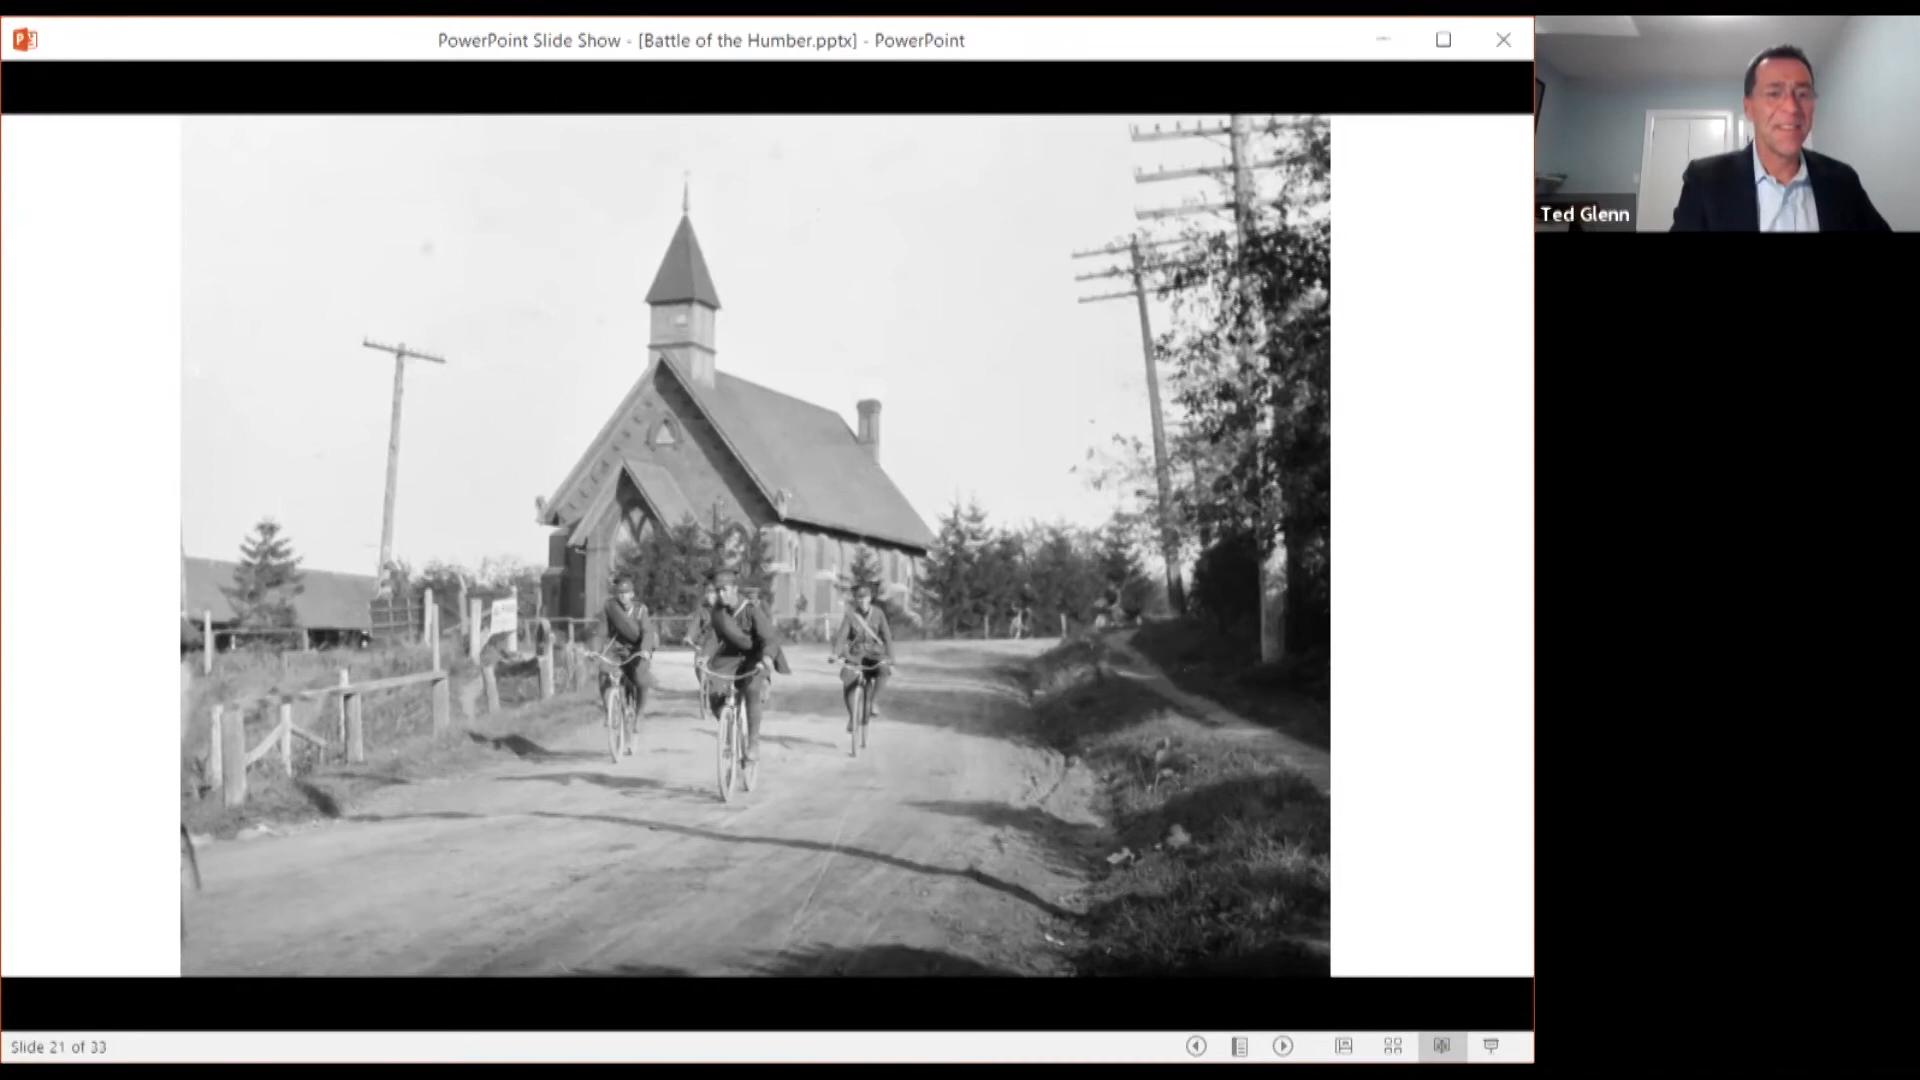 PowerPoint Slide Show - [Battle of the Humber.pptx] - PowerPoint
Ted Glenn
Slide 21 of 33